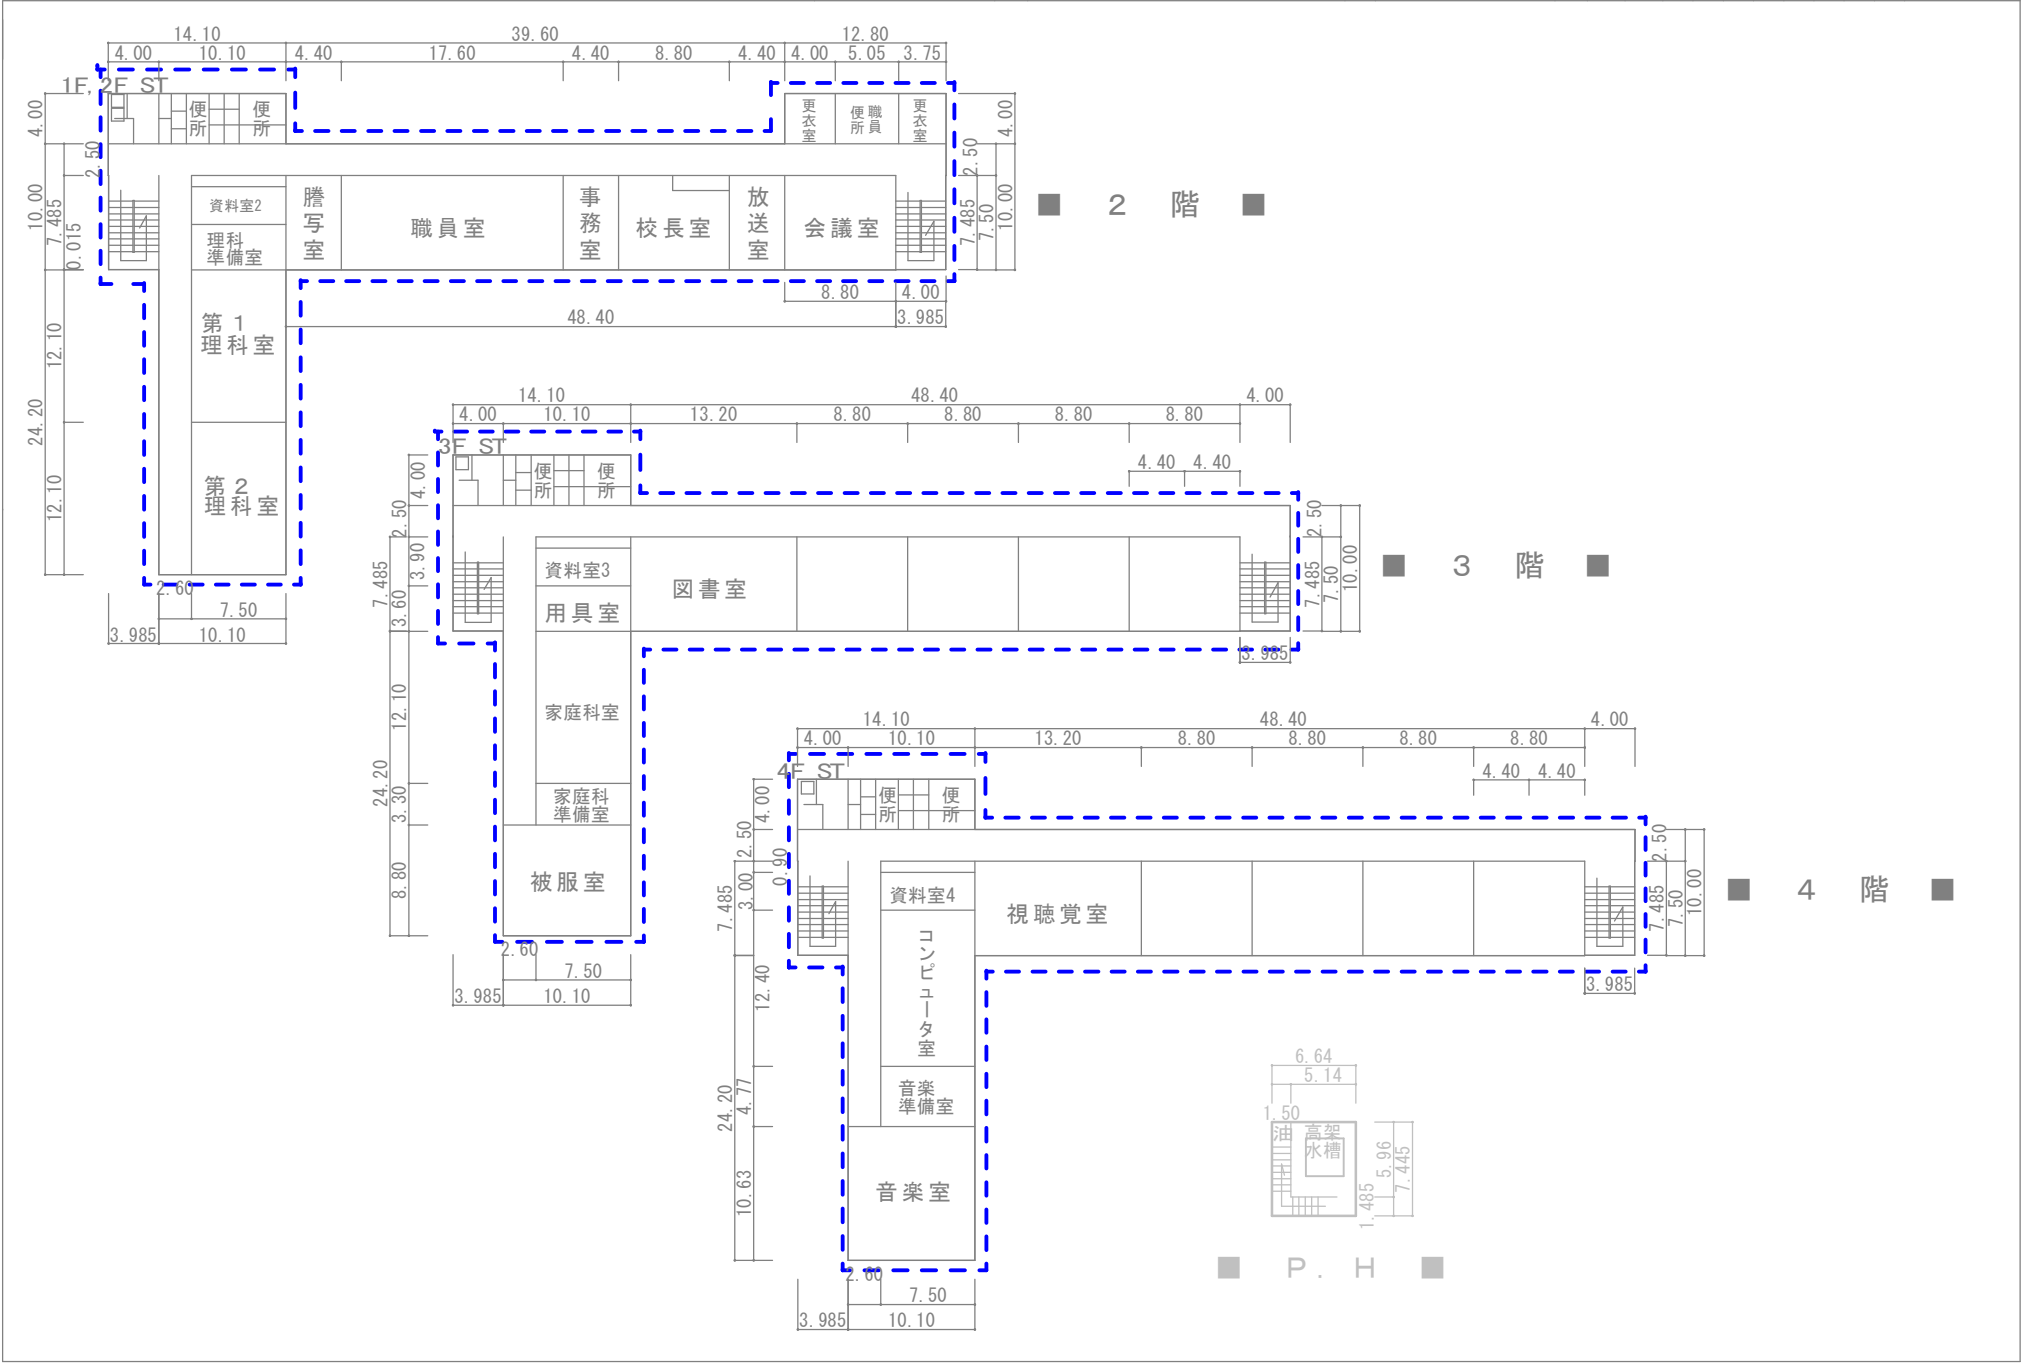 14.10 39.60 12.80
4.00 10.10 4.40 17.60 4.40 8.80 4.40 4.00 5.05 3.75
1F,2F ST
便所
便所
更衣室
職員便所
更衣室
4.00
2.50
10.00
7.485
0.015
4.00
2.50
7.485
7.50
10.00
資料室2
理科
準備室
謄写室
職員室
事務室
校長室
放送室
会議室
■ 2 階 ■
8.80 4.00
48.40 3.985
第1
理科室
12.10
24.20
第2
理科室
12.10
2.60
7.50
3.985 10.10
14.10 48.40 4.00
4.00 10.10 13.20 8.80 8.80 8.80 8.80
3F ST
4.40 4.40
便所
便所
4.00
2.50
3.90
7.485
3.60
2.50
7.485
7.50
10.00
資料室3
用具室
図書室
■ 3 階 ■
3.985
家庭科室
12.10
24.20
3.30
家庭科
準備室
8.80
被服室
2.60
7.50
3.985 10.10
14.10 48.40 4.00
4.00 10.10 13.20 8.80 8.80 8.80 8.80
4F ST
4.40 4.40
便所
便所
4.00
2.50
0.90
3.00
7.485
2.50
7.485
7.50
10.00
資料室4
コンピュータ室
視聴覚室
■ 4 階 ■
3.985
12.40
24.20
4.77
音楽
準備室
10.63
音楽室
2.60
7.50
3.985 10.10
6.64
5.14
1.50
油
高架
水槽
5.96
7.445
1.485
■ P.H ■